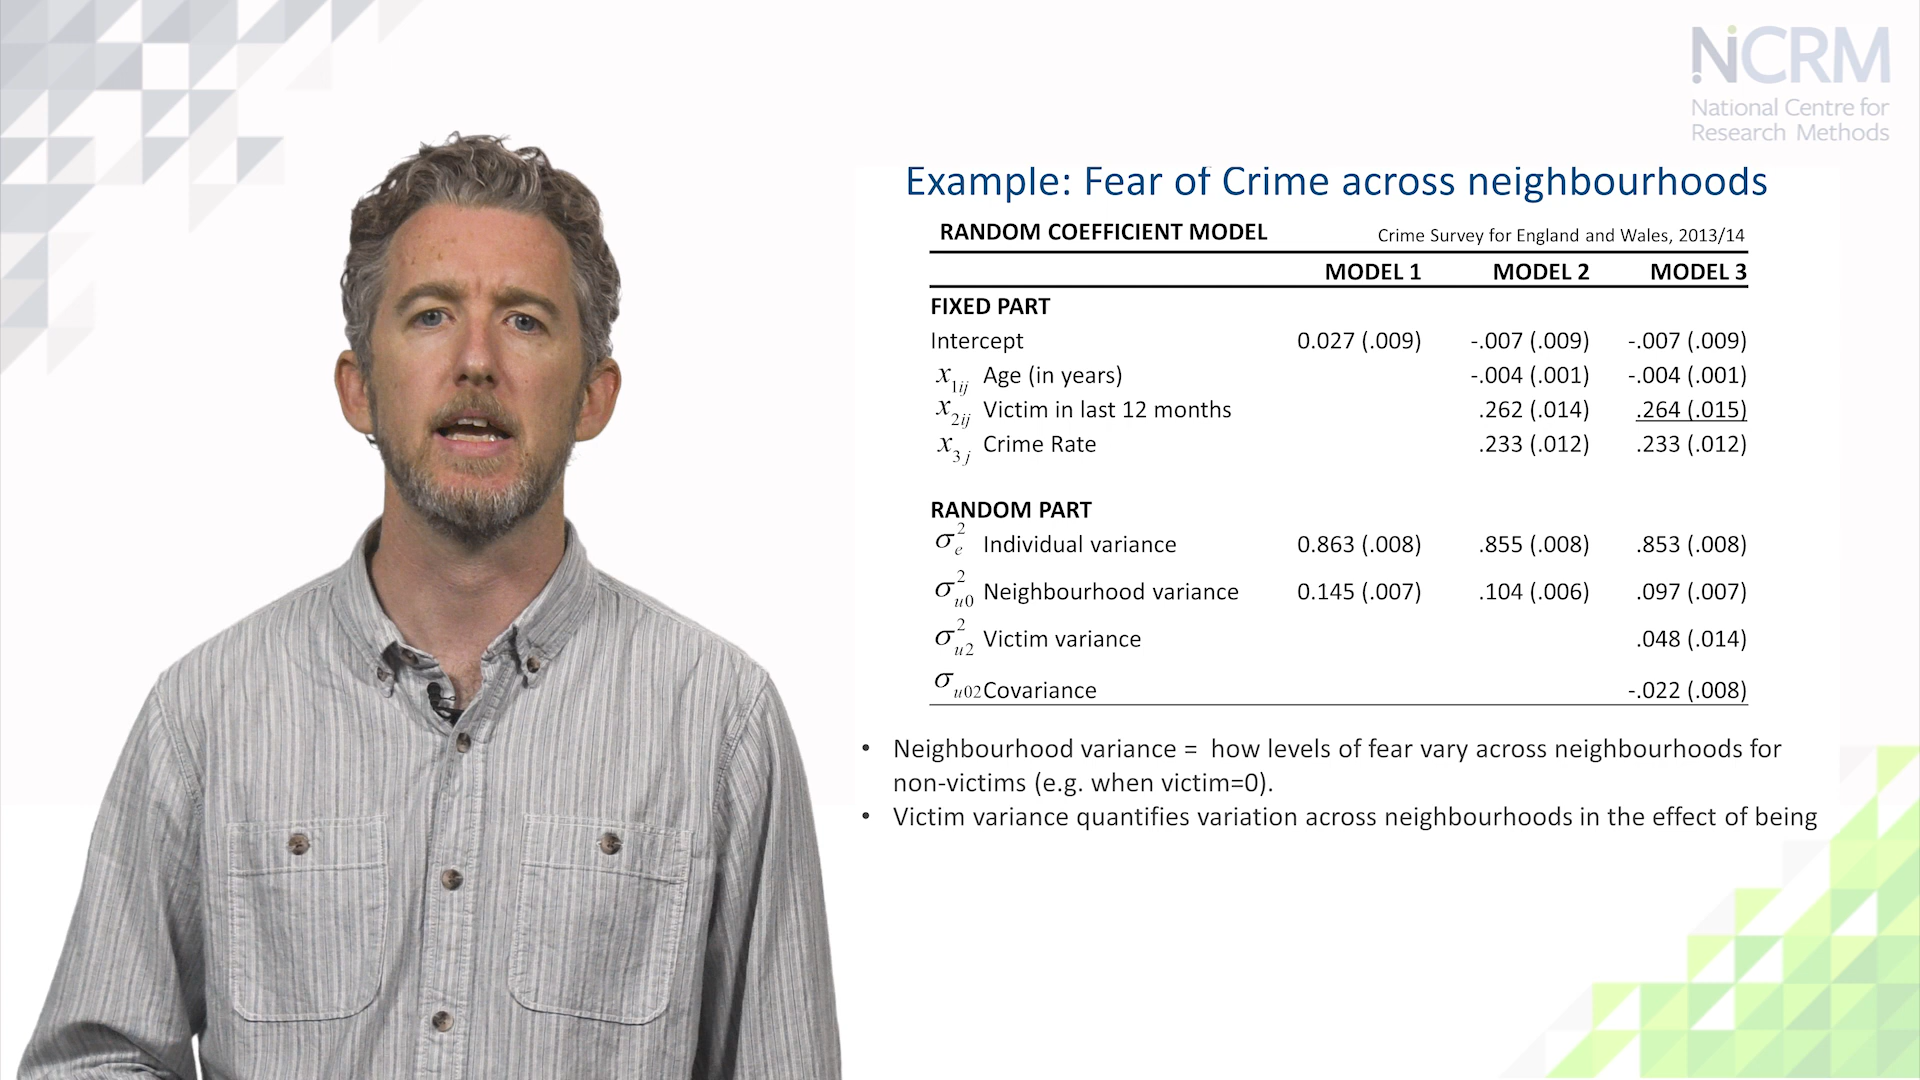 NCRM
National Centre for
Research Methods
Example: Fear of Crime across neighbourhoods
RANDOM COEFFICIENT MODEL Crime Survey for England and Wales, 2013/14
MODEL 1 MODEL 2 MODEL 3
FIXED PART
Intercept 0.027 (.009) -.007 (.009) -.007 (.009)
x1ij Age (in years) -.004 (.001) -.004 (.001)
x2ij Victim in last 12 months .262 (.014) .264 (.015)
x3j Crime Rate .233 (.012) .233 (.012)
RANDOM PART
σ²e Individual variance 0.863 (.008) .855 (.008) .853 (.008)
σ²u0 Neighbourhood variance 0.145 (.007) .104 (.006) .097 (.007)
σ²u2 Victim variance .048 (.014)
σu02 Covariance -.022 (.008)
• Neighbourhood variance = how levels of fear vary across neighbourhoods for
non-victims (e.g. when victim=0).
• Victim variance quantifies variation across neighbourhoods in the effect of being